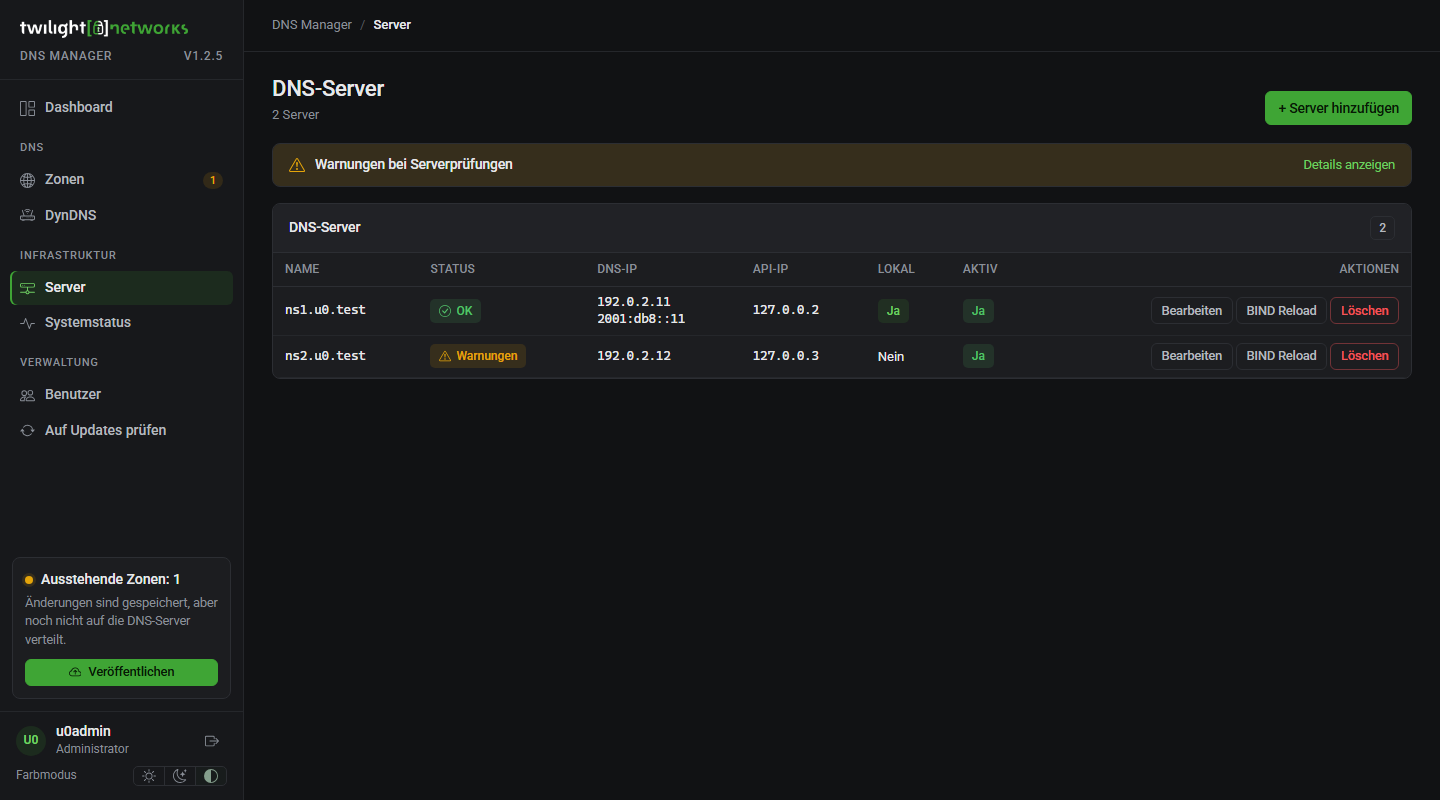 twilight[]networks
DNS MANAGER V1.2.5
Dashboard
DNS
Zonen 1
DynDNS
INFRASTRUKTUR
Server
Systemstatus
VERWALTUNG
Benutzer
Auf Updates prüfen
Ausstehende Zonen: 1
Änderungen sind gespeichert, aber
noch nicht auf die DNS-Server
verteilt.
Veröffentlichen
U0
u0admin
Administrator
Farbmodus
DNS Manager / Server
DNS-Server
2 Server
+ Server hinzufügen
Warnungen bei Serverprüfungen Details anzeigen
DNS-Server 2
NAME STATUS DNS-IP API-IP LOKAL AKTIV AKTIONEN
ns1.u0.test OK 192.0.2.11 127.0.0.2 Ja Ja Bearbeiten BIND Reload Löschen
2001:db8::11
ns2.u0.test Warnungen 192.0.2.12 127.0.0.3 Nein Ja Bearbeiten BIND Reload Löschen